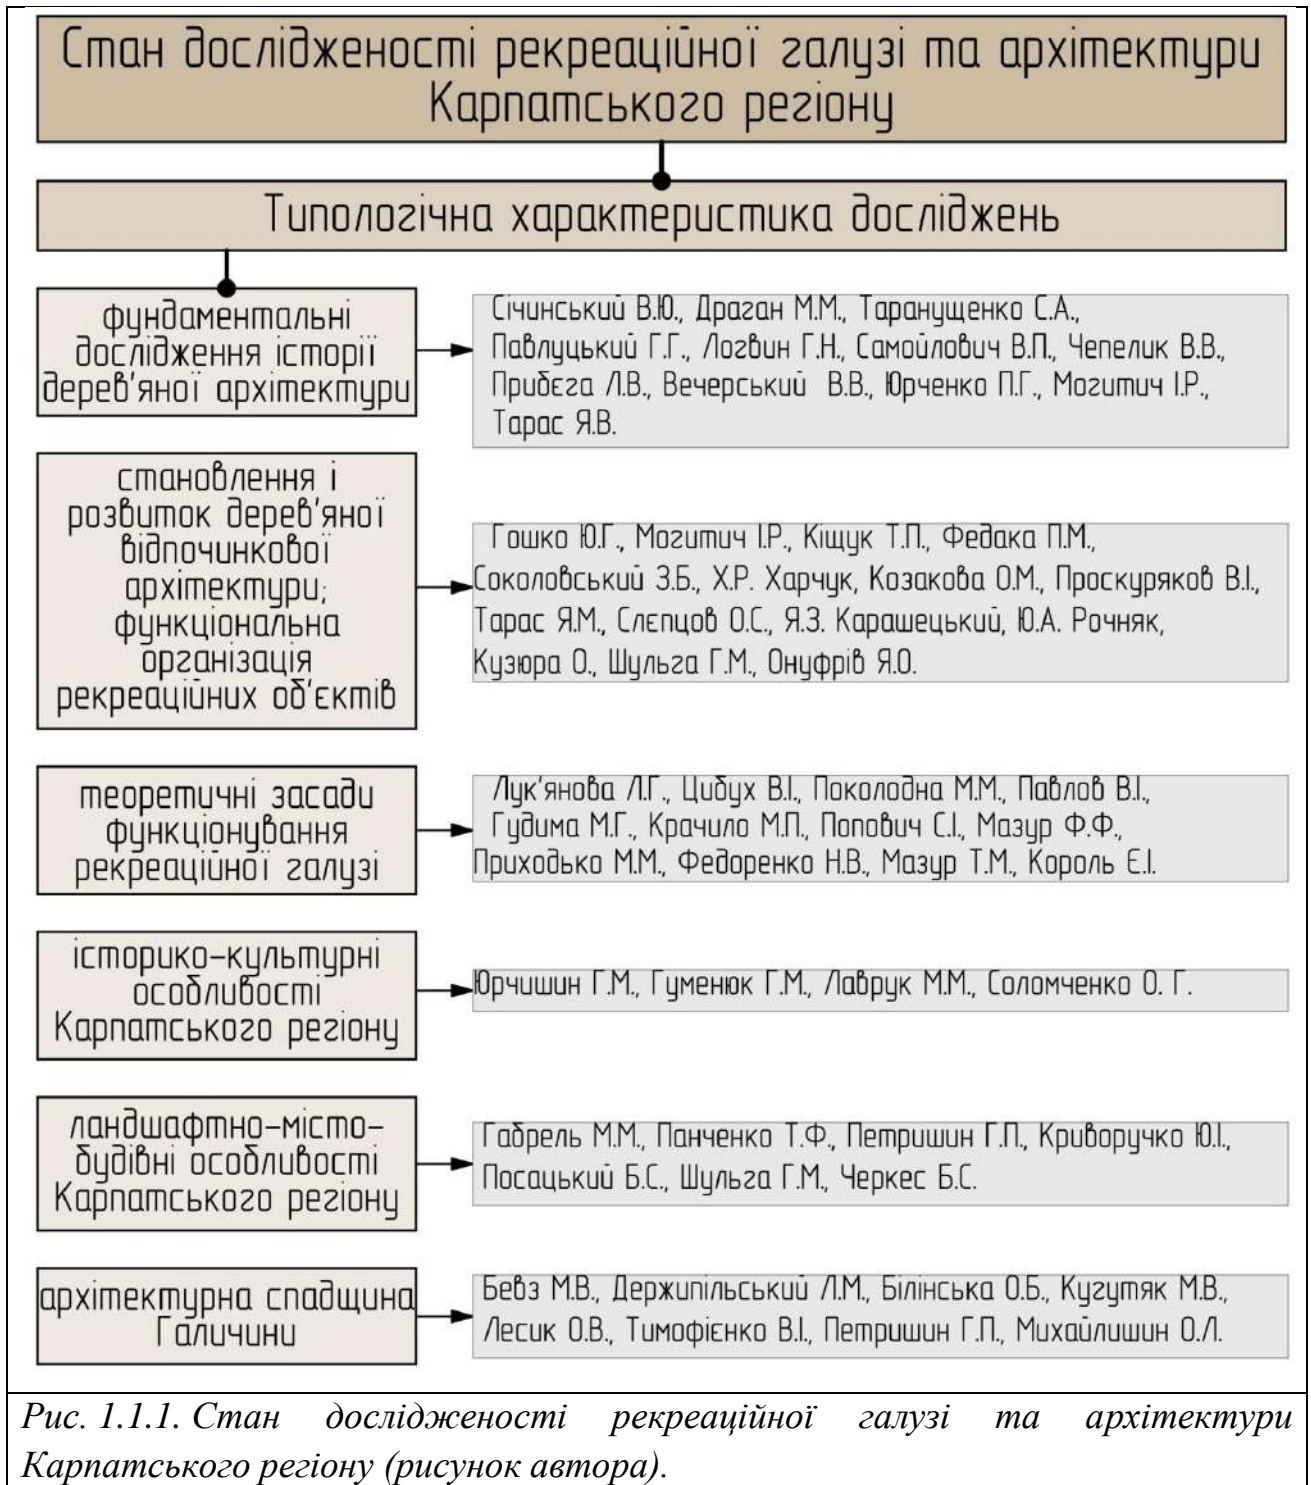 Стан дослідженості рекреаційної галузі та архітектури
Карпатського регіону
Типологічна характеристика досліджень
фундаментальні
дослідження історії
дерев'яної архітектури
Січинський В.Ю., Драган М.М., Таранущенко С.А.,
Павлуцький Г.Г., Логвин Г.Н., Самойлович В.П., Чепелик В.В.,
Прибєга Л.В., Вечерський В.В., Юрченко П.Г., Могитич І.Р.,
Тарас Я.В.
становлення і
розвиток дерев'яної
відпочинкової
архітектури;
функціональна
організація
рекреаційних об'єктів
Гошко Ю.Г., Могитич І.Р., Кіщук Т.П., Федака П.М.,
Соколовський З.Б., Х.Р. Харчук, Козакова О.М., Проскуряков В.І.,
Тарас Я.М., Слєпцов О.С., Я.З. Карашецький, Ю.А. Рочняк,
Кузюра О., Шульга Г.М., Онуфрів Я.О.
теоретичні засади
функціонування
рекреаційної галузі
Лук'янова Л.Г., Цибух В.І., Поколодна М.М., Павлов В.І.,
Гудима М.Г., Крачило М.П., Попович С.І., Мазур Ф.Ф.,
Приходько М.М., Федоренко Н.В., Мазур Т.М., Король Є.І.
історико-культурні
особливості
Карпатського регіону
Юрчишин Г.М., Гуменюк Г.М., Лаврук М.М., Соломченко О. Г.
ландшафтно-місто-
будівні особливості
Карпатського регіону
Габрель М.М., Панченко Т.Ф., Петришин Г.П., Криворучко Ю.І.,
Посацький Б.С., Шульга Г.М., Черкес Б.С.
архітектурна спадщина
Галичини
Бевз М.В., Держипільський Л.М., Білінська О.Б., Кугутяк М.В.,
Лесик О.В., Тимофієнко В.І., Петришин Г.П., Михайлишин О.Л.
Рис. 1.1.1. Стан дослідженості рекреаційної галузі та архітектури
Карпатського регіону (рисунок автора).